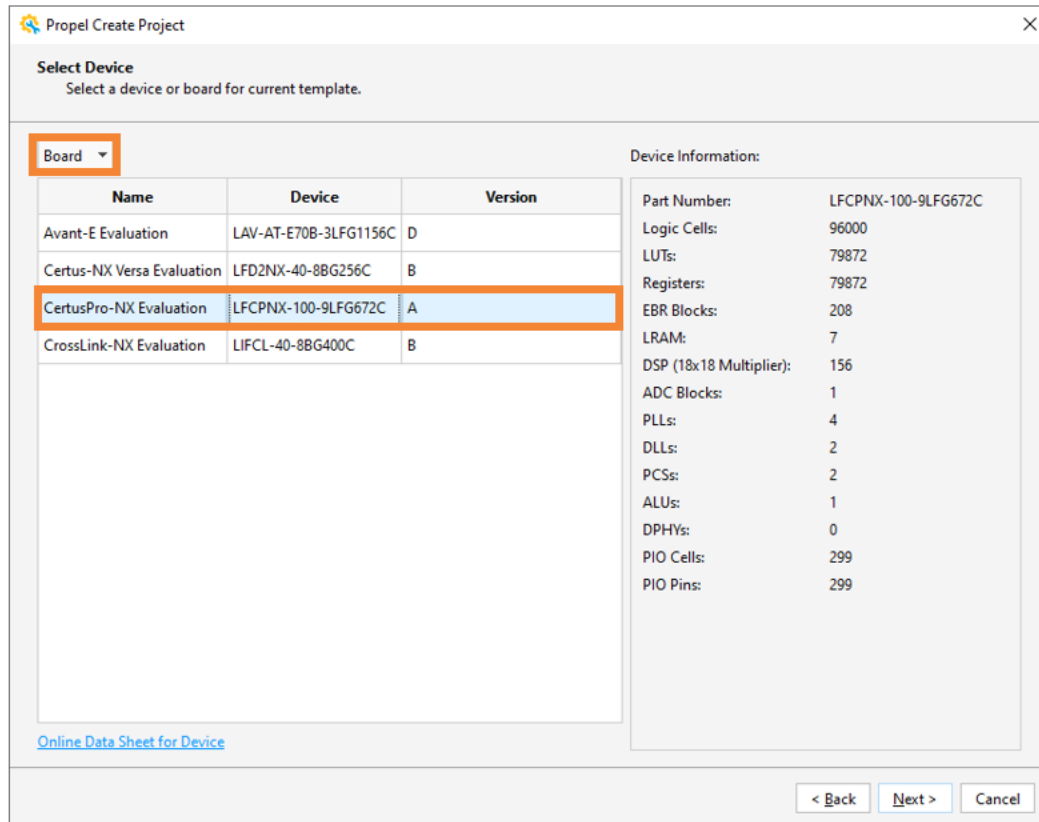 Propel Create Project
Select Device
Select a device or board for current template.
Board
Device Information:
Name Device Version
Avant-E Evaluation LAV-AT-E70B-3LFG1156C D
Certus-NX Versa Evaluation LFD2NX-40-8BG256C B
CertusPro-NX Evaluation LFCPNX-100-9LFG672C A
CrossLink-NX Evaluation LIFCL-40-8BG400C B
Part Number: LFCPNX-100-9LFG672C
Logic Cells: 96000
LUTs: 79872
Registers: 79872
EBR Blocks: 208
LRAM: 7
DSP (18x18 Multiplier): 156
ADC Blocks: 1
PLLs: 4
DLLs: 2
PCSs: 2
ALUs: 1
DPHYs: 0
PIO Cells: 299
PIO Pins: 299
Online Data Sheet for Device
< Back Next > Cancel